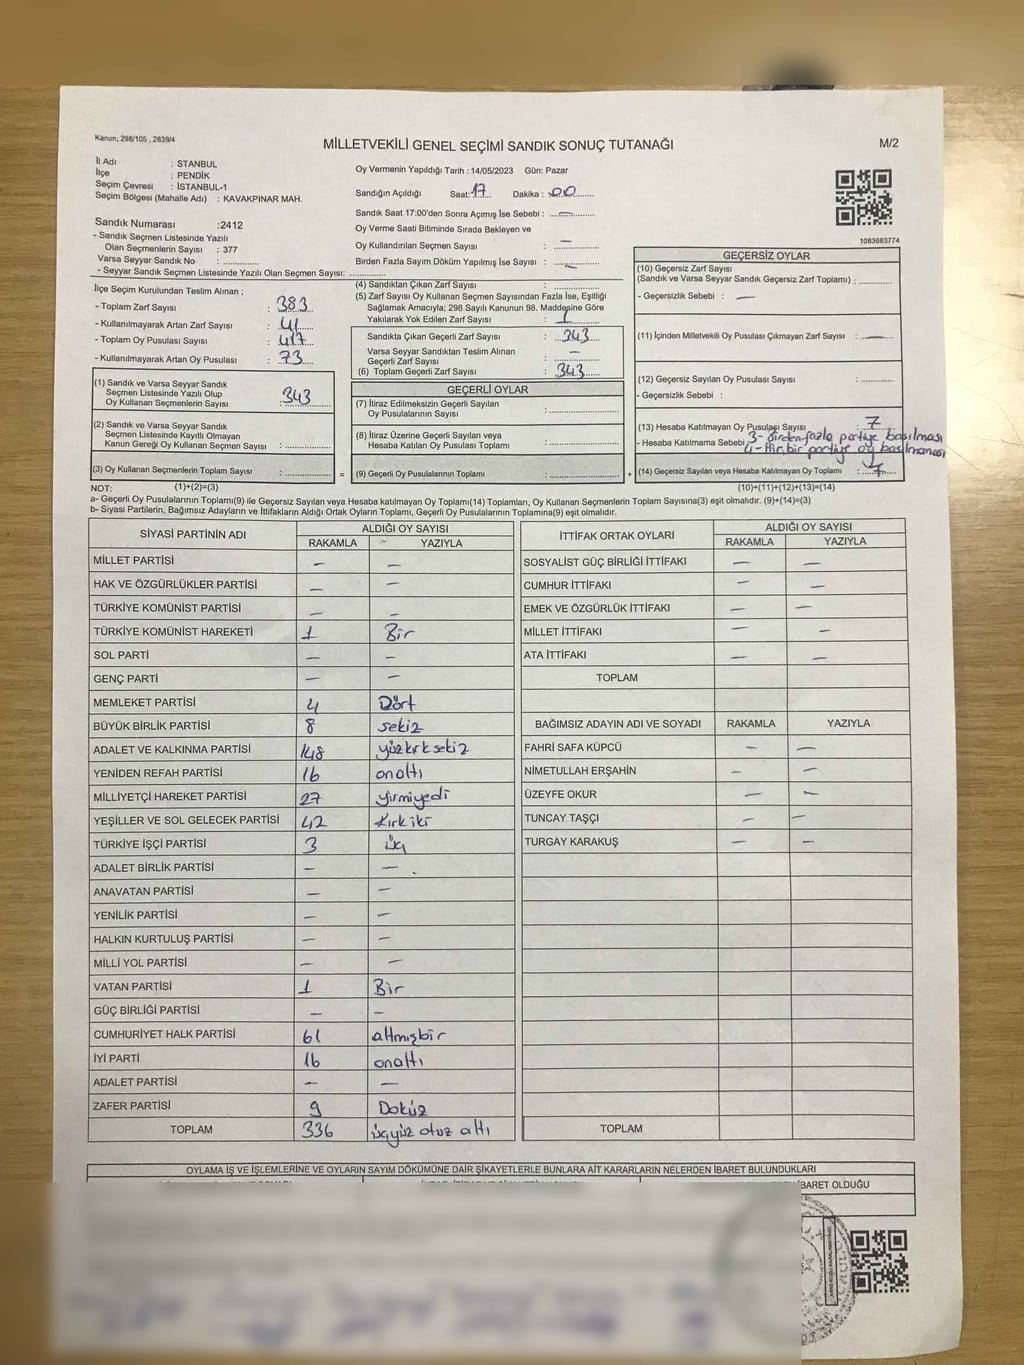 Kanun; 298/105 , 2839/4
MİLLETVEKİLİ GENEL SEÇİMİ SANDIK SONUÇ TUTANAĞI
M/2
İl Adı : STANBUL
İlçe : PENDİK
Seçim Çevresi : İSTANBUL-1
Seçim Bölgesi (Mahalle Adı) : KAVAKPINAR MAH.
Oy Vermenin Yapıldığı Tarih : 14/05/2023 Gün: Pazar
Sandığın Açıldığı Saat: 17 Dakika : 00
Sandık Saat 17:00'den Sonra Açımış İse Sebebi : —
Oy Verme Saati Bitiminde Sırada Bekleyen ve
Oy Kullandırılan Seçmen Sayısı : —
Birden Fazla Sayım Döküm Yapılmış İse Sayısı : —
1083683774
Sandık Numarası :2412
- Sandık Seçmen Listesinde Yazılı
Olan Seçmenlerin Sayısı : 377
Varsa Seyyar Sandık No :
- Seyyar Sandık Seçmen Listesinde Yazılı Olan Seçmen Sayısı:
İlçe Seçim Kurulundan Teslim Alınan ;
- Toplam Zarf Sayısı : 383
- Kullanılmayarak Artan Zarf Sayısı : 41
- Toplam Oy Pusulası Sayısı : 417
- Kullanılmayarak Artan Oy Pusulası : 73
(1) Sandık ve Varsa Seyyar Sandık
Seçmen Listesinde Yazılı Olup
Oy Kullanan Seçmenlerin Sayısı : 343
(2) Sandık ve Varsa Seyyar Sandık
Seçmen Listesinde Kayıtlı Olmayan
Kanun Gereği Oy Kullanan Seçmen Sayısı :
(3) Oy Kullanan Seçmenlerin Toplam Sayısı : =
(4) Sandıktan Çıkan Zarf Sayısı :
(5) Zarf Sayısı Oy Kullanan Seçmen Sayısından Fazla İse, Eşitliği
Sağlamak Amacıyla; 298 Sayılı Kanunun 98. Maddesine Göre
Yakılarak Yok Edilen Zarf Sayısı : 1
Sandıkta Çıkan Geçerli Zarf Sayısı : 343
Varsa Seyyar Sandıktan Teslim Alınan
Geçerli Zarf Sayısı : —
(6) Toplam Geçerli Zarf Sayısı : 343
GEÇERLİ OYLAR
(7) İtiraz Edilmeksizin Geçerli Sayılan
Oy Pusulalarının Sayısı :
(8) İtiraz Üzerine Geçerli Sayılan veya
Hesaba Katılan Oy Pusulası Toplamı :
(9) Geçerli Oy Pusulalarının Toplamı : +
GEÇERSİZ OYLAR
(10) Geçersiz Zarf Sayısı
(Sandık ve Varsa Seyyar Sandık Geçersiz Zarf Toplamı) :
- Geçersizlik Sebebi : —
(11) İçinden Milletvekili Oy Pusulası Çıkmayan Zarf Sayısı : —
(12) Geçersiz Sayılan Oy Pusulası Sayısı :
- Geçersizlik Sebebi :
(13) Hesaba Katılmayan Oy Pusulası Sayısı : 7
- Hesaba Katılmama Sebebi : 3- Birden fazla partiye basılması
4- Hiç bir partiye oy basılmaması
(14) Geçersiz Sayılan veya Hesaba Katılmayan Oy Toplamı : 7
NOT: (1)+(2)=(3)
(10)+(11)+(12)+(13)=(14)
a- Geçerli Oy Pusulalarının Toplamı(9) ile Geçersiz Sayılan veya Hesaba katılmayan Oy Toplamı(14) Toplamları, Oy Kullanan Seçmenlerin Toplam Sayısına(3) eşit olmalıdır. (9)+(14)=(3)
b- Siyasi Partilerin, Bağımsız Adayların ve İttifakların Aldığı Ortak Oyların Toplamı, Geçerli Oy Pusulalarının Toplamına(9) eşit olmalıdır.
SİYASİ PARTİNİN ADI ALDIĞI OY SAYISI
RAKAMLA — YAZIYLA
MİLLET PARTİSİ — —
HAK VE ÖZGÜRLÜKLER PARTİSİ — —
TÜRKİYE KOMÜNİST PARTİSİ — —
TÜRKİYE KOMÜNİST HAREKETİ 1 Bir
SOL PARTİ — —
GENÇ PARTİ — —
MEMLEKET PARTİSİ 4 Dört
BÜYÜK BİRLİK PARTİSİ 8 sekiz
ADALET VE KALKINMA PARTİSİ 148 yüzkırksekiz
YENİDEN REFAH PARTİSİ 16 onaltı
MİLLİYETÇİ HAREKET PARTİSİ 27 yirmiyedi
YEŞİLLER VE SOL GELECEK PARTİSİ 42 Kırkiki
TÜRKİYE İŞÇİ PARTİSİ 3 üç
ADALET BİRLİK PARTİSİ — —
ANAVATAN PARTİSİ — —
YENİLİK PARTİSİ — —
HALKIN KURTULUŞ PARTİSİ — —
MİLLİ YOL PARTİSİ — —
VATAN PARTİSİ 1 Bir
GÜÇ BİRLİĞİ PARTİSİ — —
CUMHURİYET HALK PARTİSİ 61 altmışbir
İYİ PARTİ 16 onaltı
ADALET PARTİSİ — —
ZAFER PARTİSİ 9 Dokuz
TOPLAM 336 üçyüz otuz altı
İTTİFAK ORTAK OYLARI ALDIĞI OY SAYISI
RAKAMLA YAZIYLA
SOSYALİST GÜÇ BİRLİĞİ İTTİFAKI — —
CUMHUR İTTİFAKI — —
EMEK VE ÖZGÜRLÜK İTTİFAKI — —
MİLLET İTTİFAKI — —
ATA İTTİFAKI — —
TOPLAM
BAĞIMSIZ ADAYIN ADI VE SOYADI RAKAMLA YAZIYLA
FAHRİ SAFA KÜPCÜ — —
NİMETULLAH ERŞAHİN — —
ÜZEYFE OKUR — —
TUNCAY TAŞÇI — —
TURGAY KARAKUŞ — —
TOPLAM
OYLAMA İŞ VE İŞLEMLERİNE VE OYLARIN SAYIM DÖKÜMÜNE DAİR ŞİKAYETLERLE BUNLARA AİT KARARLARIN NELERDEN İBARET BULUNDUKLARI
İBARET OLDUĞU